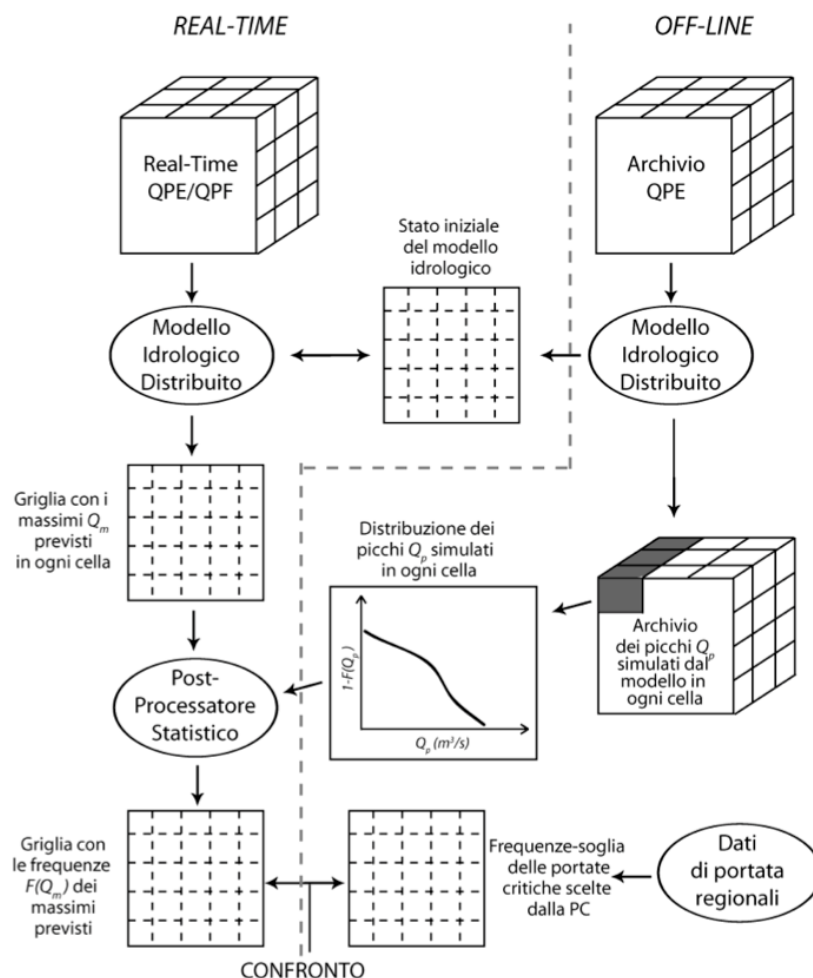 REAL-TIME
OFF-LINE
Real-Time
QPE/QPF
Archivio
QPE
Stato iniziale
del modello
idrologico
Modello
Idrologico
Distribuito
Modello
Idrologico
Distribuito
Griglia con i
massimi Qm
previsti
in ogni cella
Distribuzione dei
picchi Qp simulati
in ogni cella
1-F(Qp)
Qp (m³/s)
Archivio
dei picchi Qp
simulati dal
modello in
ogni cella
Post-
Processatore
Statistico
Griglia con
le frequenze
F(Qm) dei
massimi
previsti
Frequenze-soglia
delle portate
critiche scelte
dalla PC
Dati
di portata
regionali
CONFRONTO